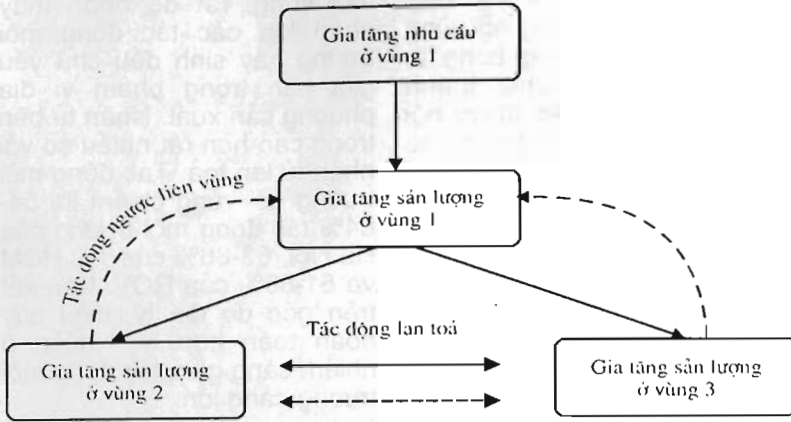 Gia tăng nhu cầu
ở vùng 1
Gia tăng sản lượng
ở vùng 1
Tác động ngược liên vùng
Tác động lan toả
Gia tăng sản lượng
ở vùng 2
Gia tăng sản lượng
ở vùng 3